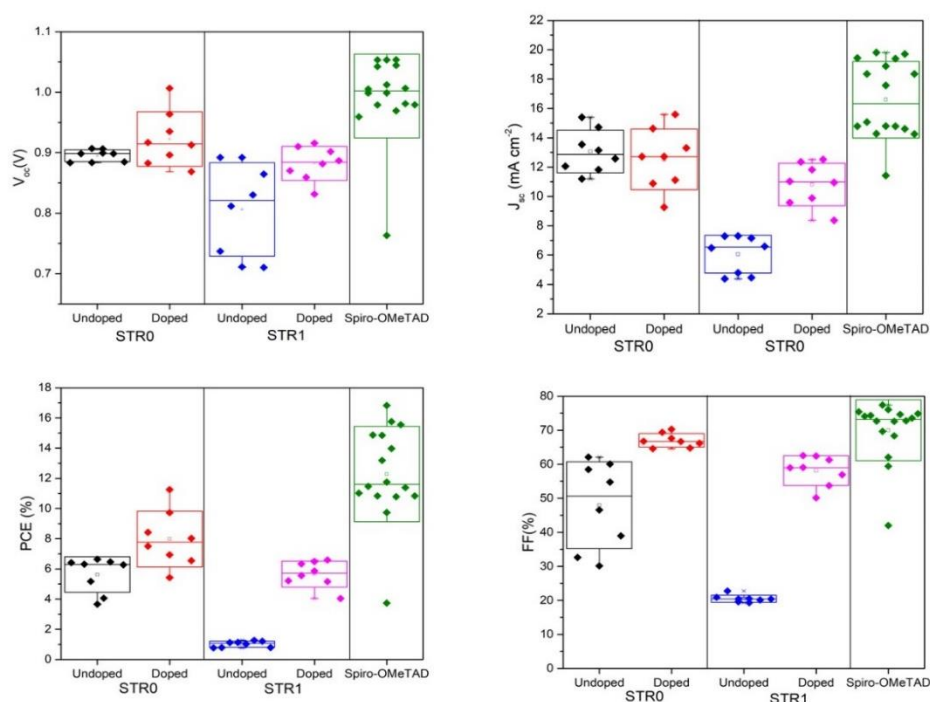 1.1
1.0
0.9
0.8
0.7
Voc(V)
Undoped Doped Undoped Doped Spiro-OMeTAD
STR0 STR1
22
20
18
16
14
12
10
8
6
4
2
Jsc (mA cm-2)
Undoped Doped Undoped Doped Spiro-OMeTAD
STR0 STR0
18
16
14
12
10
8
6
4
2
0
PCE (%)
Undoped Doped Undoped Doped Spiro-OMeTAD
STR0 STR1
80
70
60
50
40
30
20
10
0
FF(%)
Undoped Doped Undoped Doped Spiro-OMeTAD
STR0 STR1